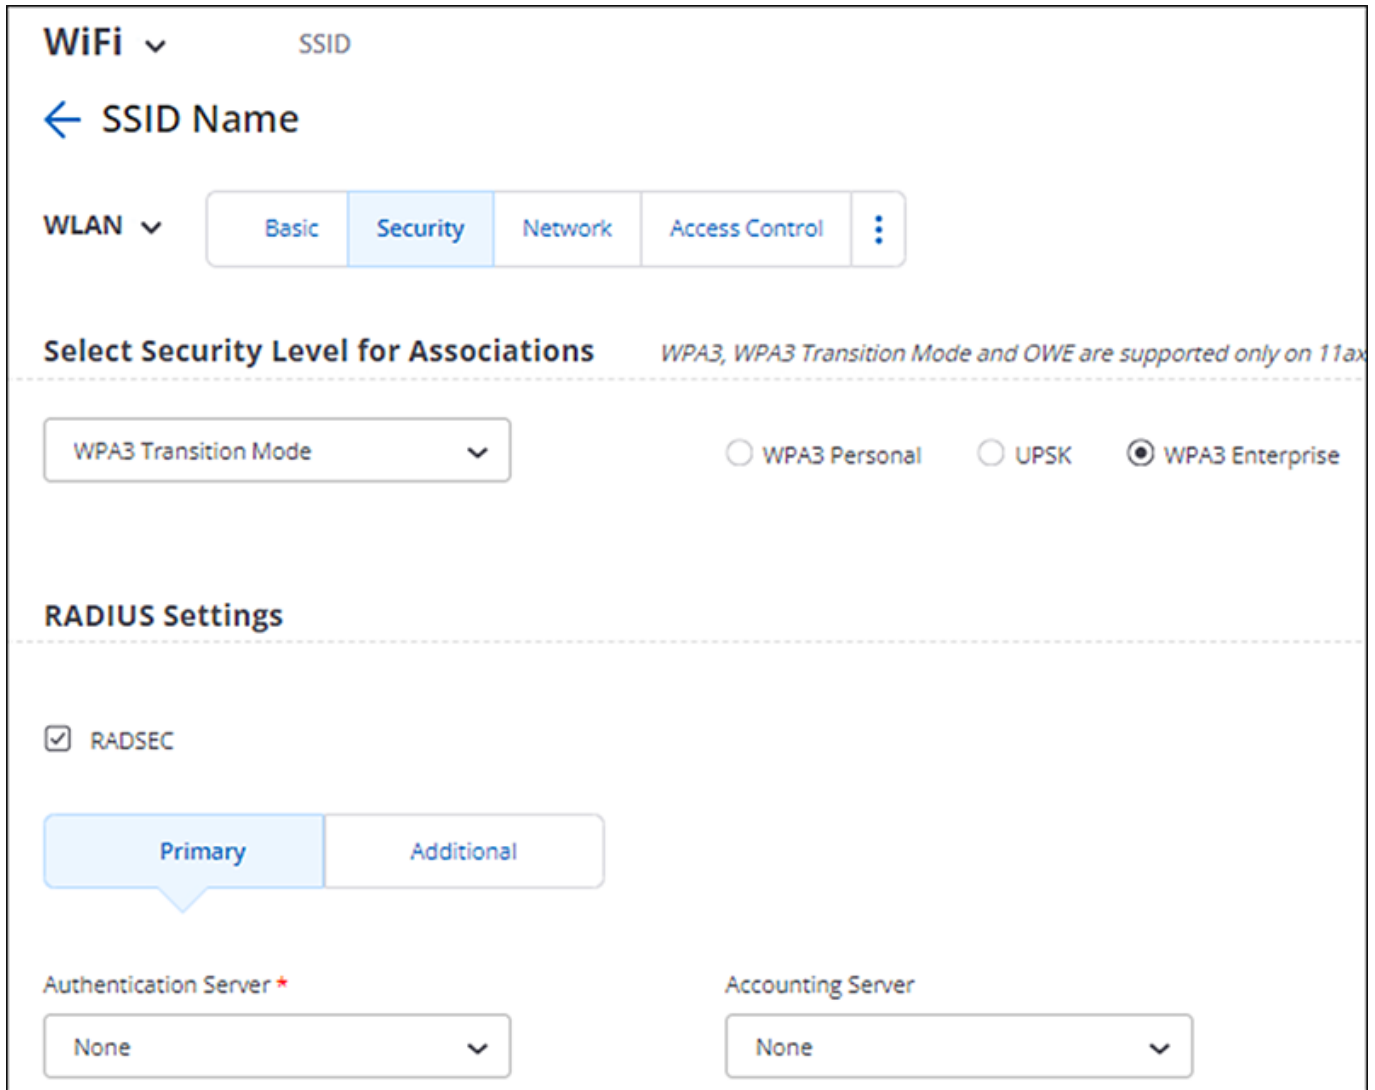 WiFi
SSID
SSID Name
WLAN
Basic
Security
Network
Access Control
Select Security Level for Associations
WPA3, WPA3 Transition Mode and OWE are supported only on 11ax
WPA3 Transition Mode
WPA3 Personal
UPSK
WPA3 Enterprise
RADIUS Settings
RADSEC
Primary
Additional
Authentication Server *
Accounting Server
None
None